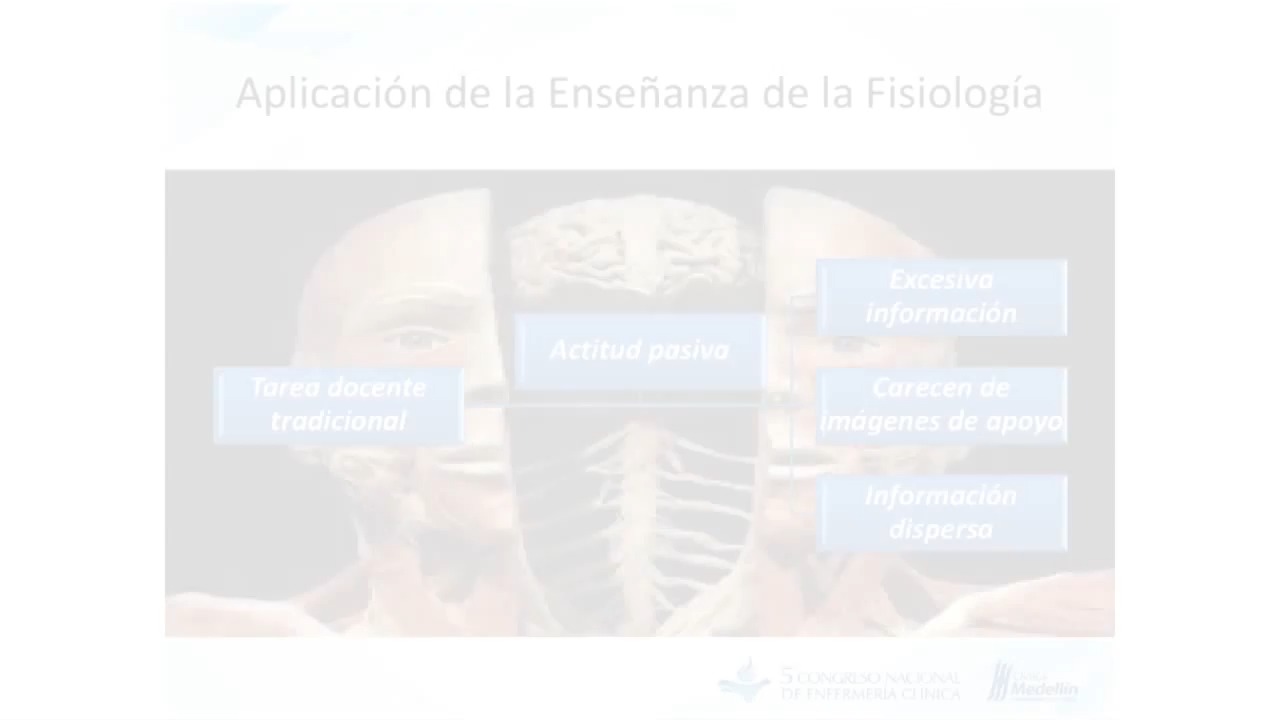 Aplicación de la Enseñanza de la Fisiología
Tarea docente
tradicional
Actitud pasiva
Excesiva
información
Carecen de
imágenes de apoyo
Información
dispersa
5 CONGRESO NACIONAL
DE ENFERMERÍA CLÍNICA
Clínica
Medellín